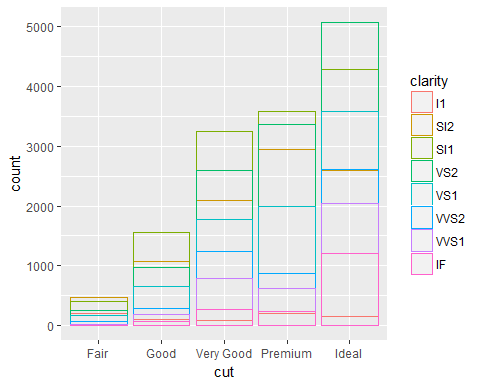 5000
4000
3000
2000
1000
0
count
Fair Good Very Good Premium Ideal
cut
clarity
I1
SI2
SI1
VS2
VS1
VVS2
VVS1
IF